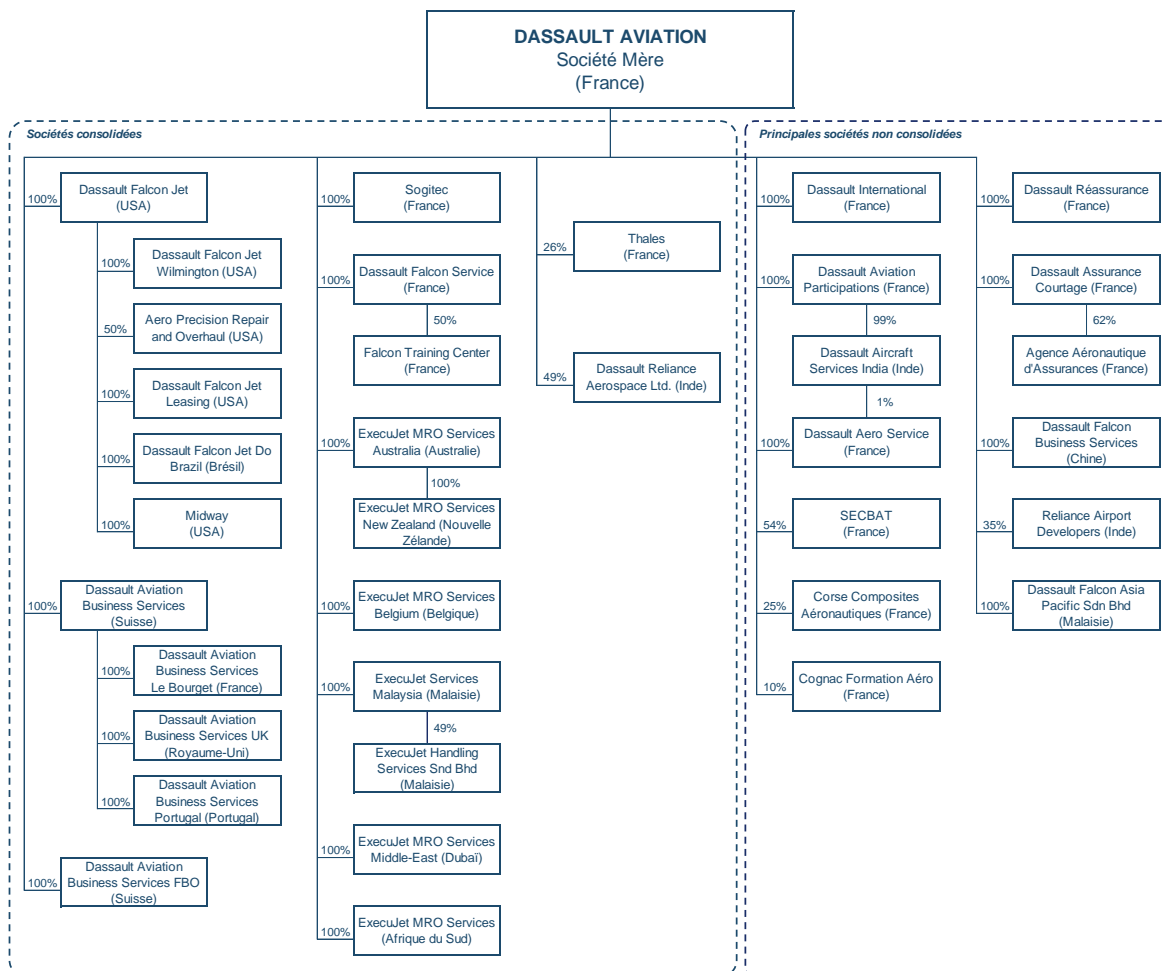 DASSAULT AVIATION
Société Mère
(France)
Sociétés consolidées
100%
Dassault Falcon Jet
(USA)
100%
Dassault Falcon Jet
Wilmington (USA)
50%
Aero Precision Repair
and Overhaul (USA)
100%
Dassault Falcon Jet
Leasing (USA)
100%
Dassault Falcon Jet Do
Brazil (Brésil)
100%
Midway
(USA)
100%
Dassault Aviation
Business Services
(Suisse)
100%
Dassault Aviation
Business Services
Le Bourget (France)
100%
Dassault Aviation
Business Services UK
(Royaume-Uni)
100%
Dassault Aviation
Business Services
Portugal (Portugal)
100%
Dassault Aviation
Business Services FBO
(Suisse)
100%
Sogitec
(France)
100%
Dassault Falcon Service
(France)
50%
Falcon Training Center
(France)
100%
ExecuJet MRO Services
Australia (Australie)
100%
ExecuJet MRO Services
New Zealand (Nouvelle
Zélande)
100%
ExecuJet MRO Services
Belgium (Belgique)
100%
ExecuJet Services
Malaysia (Malaisie)
49%
ExecuJet Handling
Services Snd Bhd
(Malaisie)
100%
ExecuJet MRO Services
Middle-East (Dubaï)
100%
ExecuJet MRO Services
(Afrique du Sud)
26%
Thales
(France)
49%
Dassault Reliance
Aerospace Ltd. (Inde)
Principales sociétés non consolidées
100%
Dassault International
(France)
100%
Dassault Aviation
Participations (France)
99%
Dassault Aircraft
Services India (Inde)
1%
100%
Dassault Aero Service
(France)
54%
SECBAT
(France)
25%
Corse Composites
Aéronautiques (France)
10%
Cognac Formation Aéro
(France)
100%
Dassault Réassurance
(France)
100%
Dassault Assurance
Courtage (France)
62%
Agence Aéronautique
d'Assurances (France)
100%
Dassault Falcon
Business Services
(Chine)
35%
Reliance Airport
Developers (Inde)
100%
Dassault Falcon Asia
Pacific Sdn Bhd
(Malaisie)